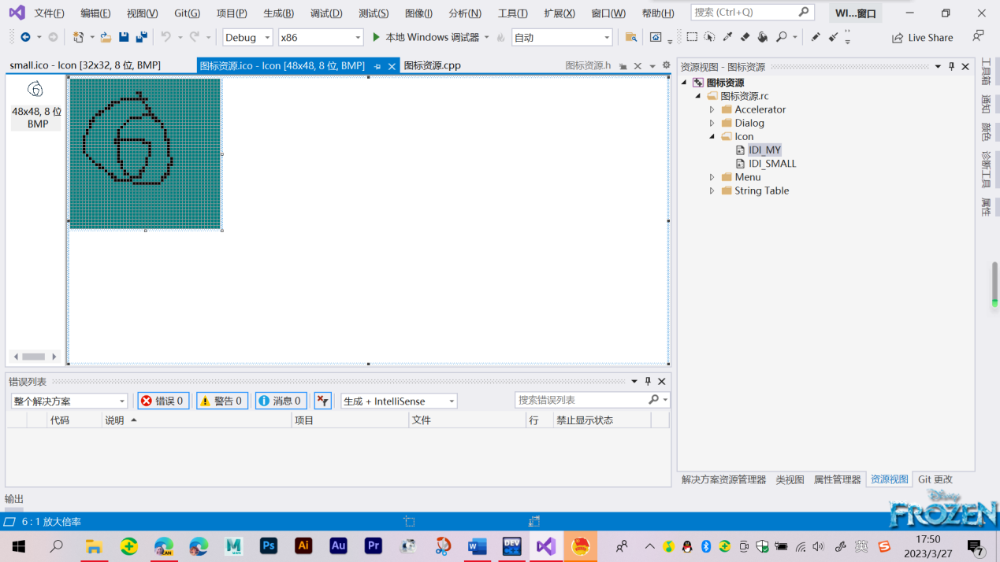 文件(F) 编辑(E) 视图(V) Git(G) 项目(P) 生成(B) 调试(D) 测试(S) 图像(I) 分析(N) 工具(T) 扩展(X) 窗口(W) 帮助(H) 搜索 (Ctrl+Q) WI...窗口
Debug x86 本地 Windows 调试器 自动 Live Share
small.ico - Icon [32x32, 8 位, BMP] 图标资源.ico - Icon [48x48, 8 位, BMP] 图标资源.cpp 图标资源.h
48x48, 8 位
BMP
资源视图 - 图标资源
图标资源
图标资源.rc
Accelerator
Dialog
Icon
IDI_MY
IDI_SMALL
Menu
String Table
工具箱
通知
颜色
诊断工具
属性
错误列表
整个解决方案 错误 0 警告 0 消息 0 生成 + IntelliSense 搜索错误列表
代码 说明 项目 文件 行 禁止显示状态
解决方案资源管理器 类视图 属性管理器 资源视图 Git 更改
输出
6 : 1 放大倍率
Disney
FROZEN
CAN M Ps Ai Au Pr W DEV C++ 英 S
17:50
2023/3/27
7